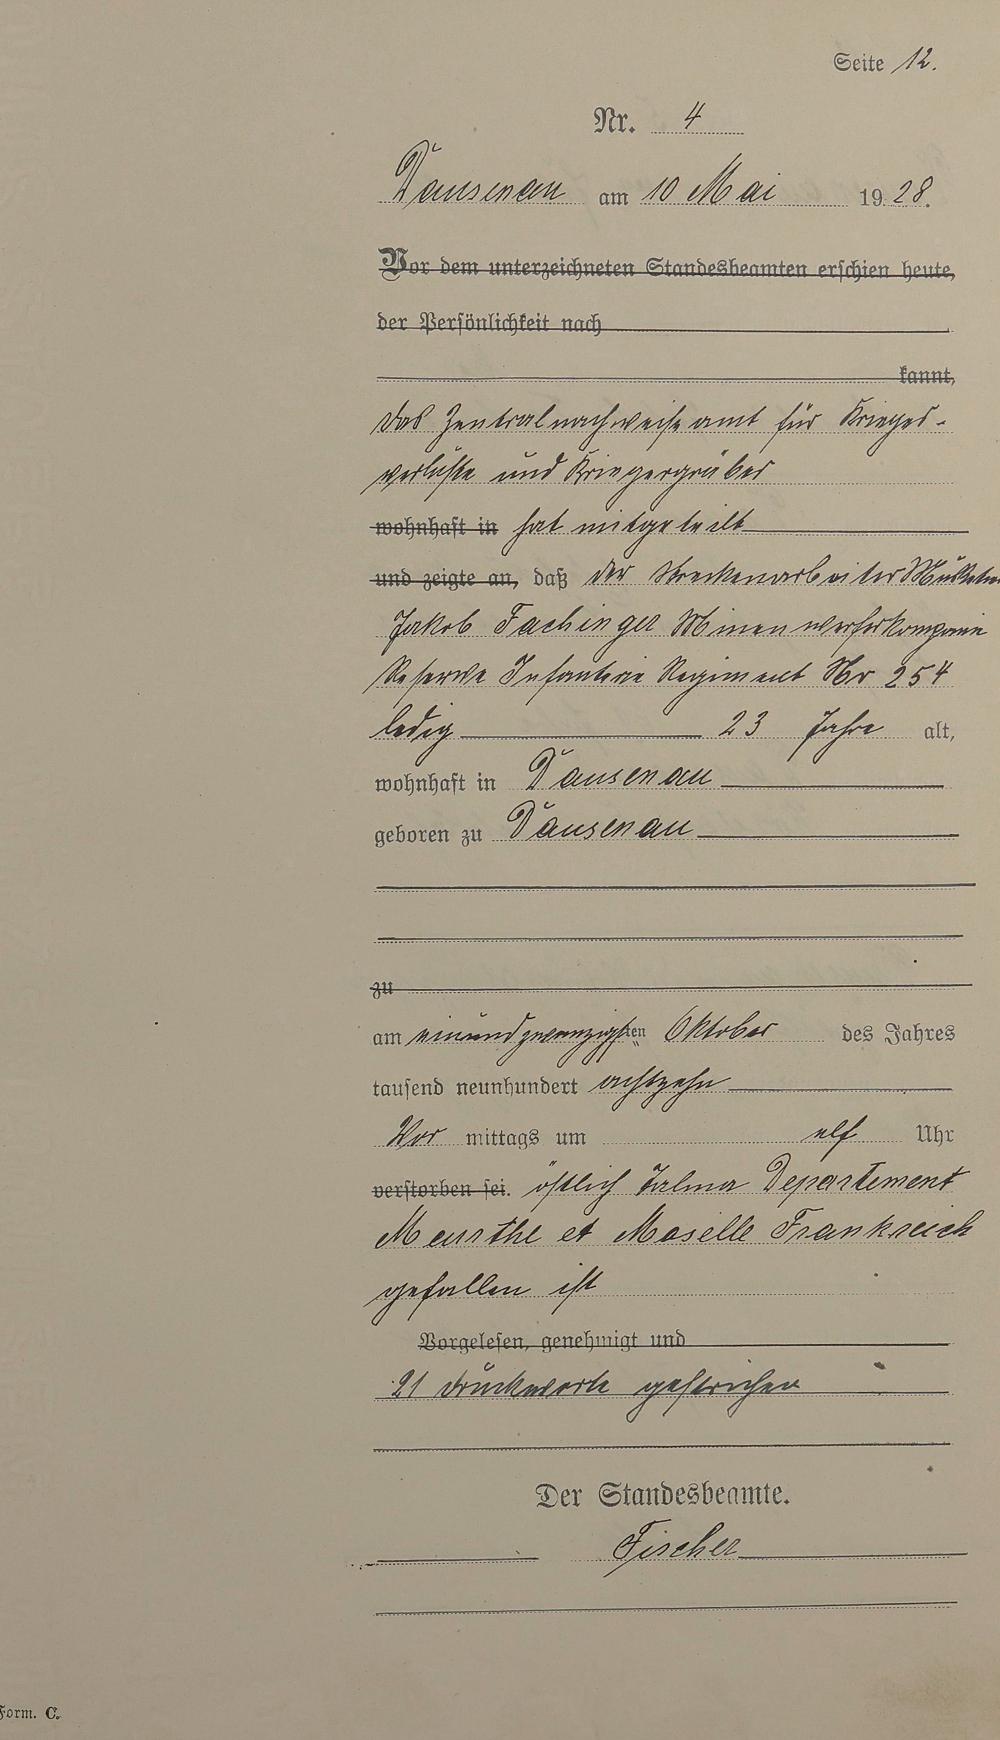 Seite 12.
Nr. 4
Dausenau am 10 Mai 1928.
Vor dem unterzeichneten Standesbeamten erschien heute,
der Persönlichkeit nach
kannt,
das Zentralnachweiseamt für Krieges-
verluste und Kriegergräber
wohnhaft in hat mitgeteilt
und zeigte an, daß der Streckenarbeiter Musketier
Jakob Fachinger Minenwerferkompanie
Reserve Infanterie Regiment Nr 254
ledig 23 Jahre alt,
wohnhaft in Dausenau
geboren zu Dausenau
zu
am einundzwanzigsten Oktober des Jahres
tausend neunhundert achtzehn
Vor mittags um elf Uhr
verstorben sei. östlich Departement
Meurthe et Moselle Frankreich
gefallen ist
Vorgelesen, genehmigt und
21 Druckworte gestrichen
Der Standesbeamte.
Fischer
Form. C.